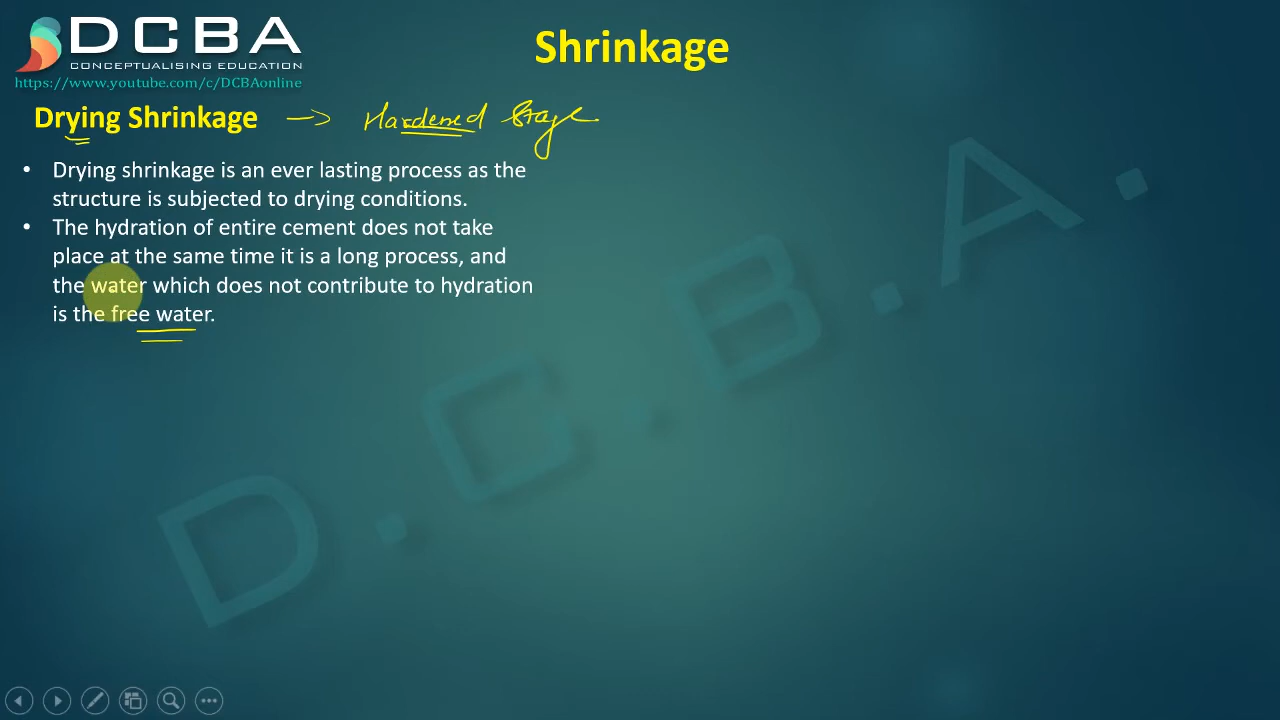 DCBA
CONCEPTUALISING EDUCATION
https://www.youtube.com/c/DCBAonline
Shrinkage
Drying Shrinkage → Hardened Stage
• Drying shrinkage is an ever lasting process as the
structure is subjected to drying conditions.
• The hydration of entire cement does not take
place at the same time it is a long process, and
the water which does not contribute to hydration
is the free water.
D.C.B.A.